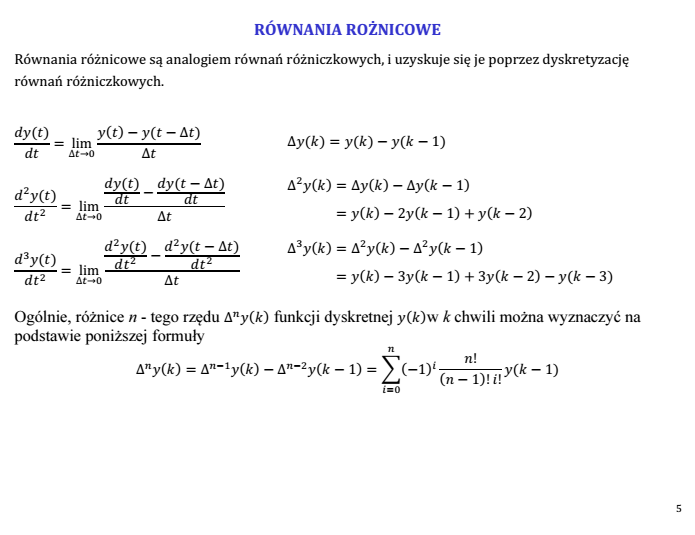 RÓWNANIA ROŻNICOWE
Równania różnicowe są analogiem równań różniczkowych, i uzyskuje się je poprzez dyskretyzację
równań różniczkowych.
dy(t)/dt = lim_{Δt→0} (y(t) − y(t − Δt))/Δt
Δy(k) = y(k) − y(k − 1)
d²y(t)/dt² = lim_{Δt→0} (dy(t)/dt − dy(t − Δt)/dt)/Δt
Δ²y(k) = Δy(k) − Δy(k − 1)
= y(k) − 2y(k − 1) + y(k − 2)
d³y(t)/dt² = lim_{Δt→0} (d²y(t)/dt² − d²y(t − Δt)/dt²)/Δt
Δ³y(k) = Δ²y(k) − Δ²y(k − 1)
= y(k) − 3y(k − 1) + 3y(k − 2) − y(k − 3)
Ogólnie, różnice n - tego rzędu Δⁿy(k) funkcji dyskretnej y(k)w k chwili można wyznaczyć na
podstawie poniższej formuły
Δⁿy(k) = Δⁿ⁻¹y(k) − Δⁿ⁻²y(k − 1) = ∑_{i=0}^{n} (−1)ⁱ n!/((n − 1)! i!) y(k − 1)
5